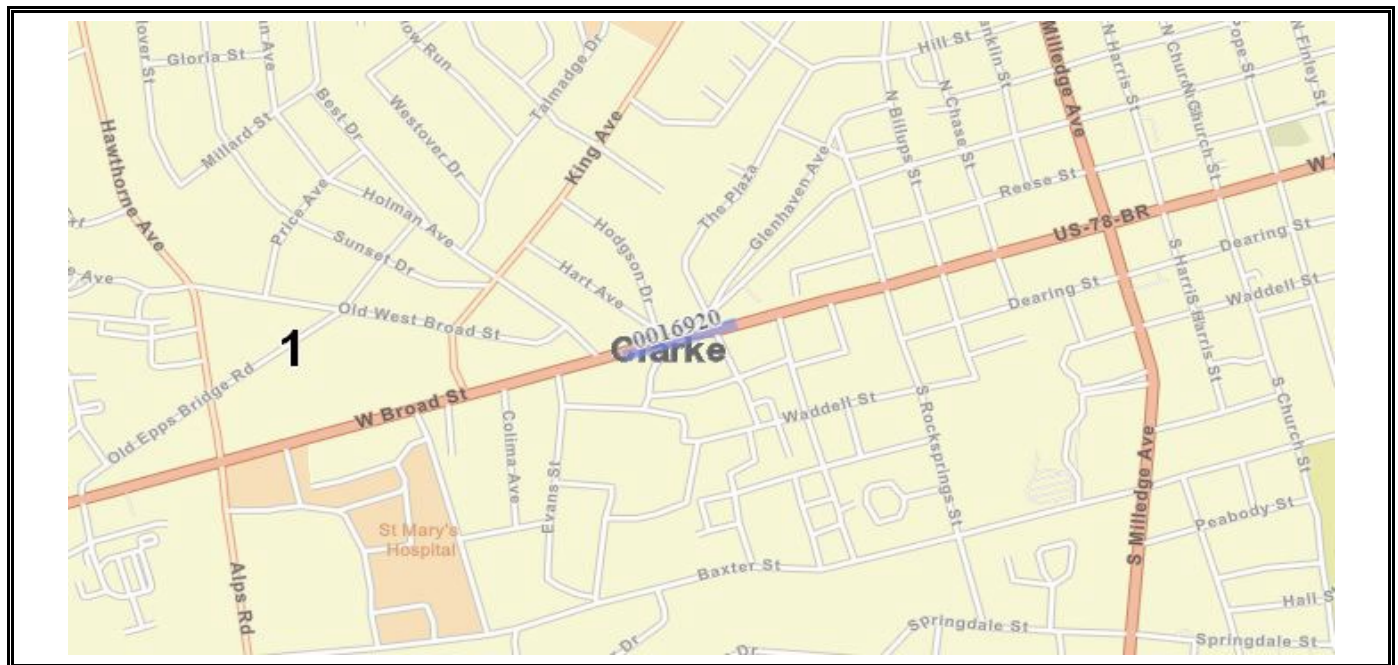 Gloria St
Hill St
Milledge Ave
N Harris St
N Church St
N Church St
Pope St
N Finley St
Talmadge Dr
Best Dr
Westover Dr
Millard St
King Ave
N Billups St
N Chase St
Hawthorne Ave
Price Ave
Holman Ave
Sunset Dr
The Plaza
Glenhaven Ave
Reese St
US-78-BR
Hodgson Dr
Hart Ave
Dearing St
S Harris St
S Harris St
Old West Broad St
Dearing St
Waddell St
0016920
Clarke
1
Old Epps Bridge Rd
W Broad St
Colima Ave
Evans St
Waddell St
S Rocksprings St
S Church St
S Milledge Ave
St Mary's
Hospital
Alps Rd
Baxter St
Peabody St
Hall S
Springdale St
Springdale St
Dr
Dr